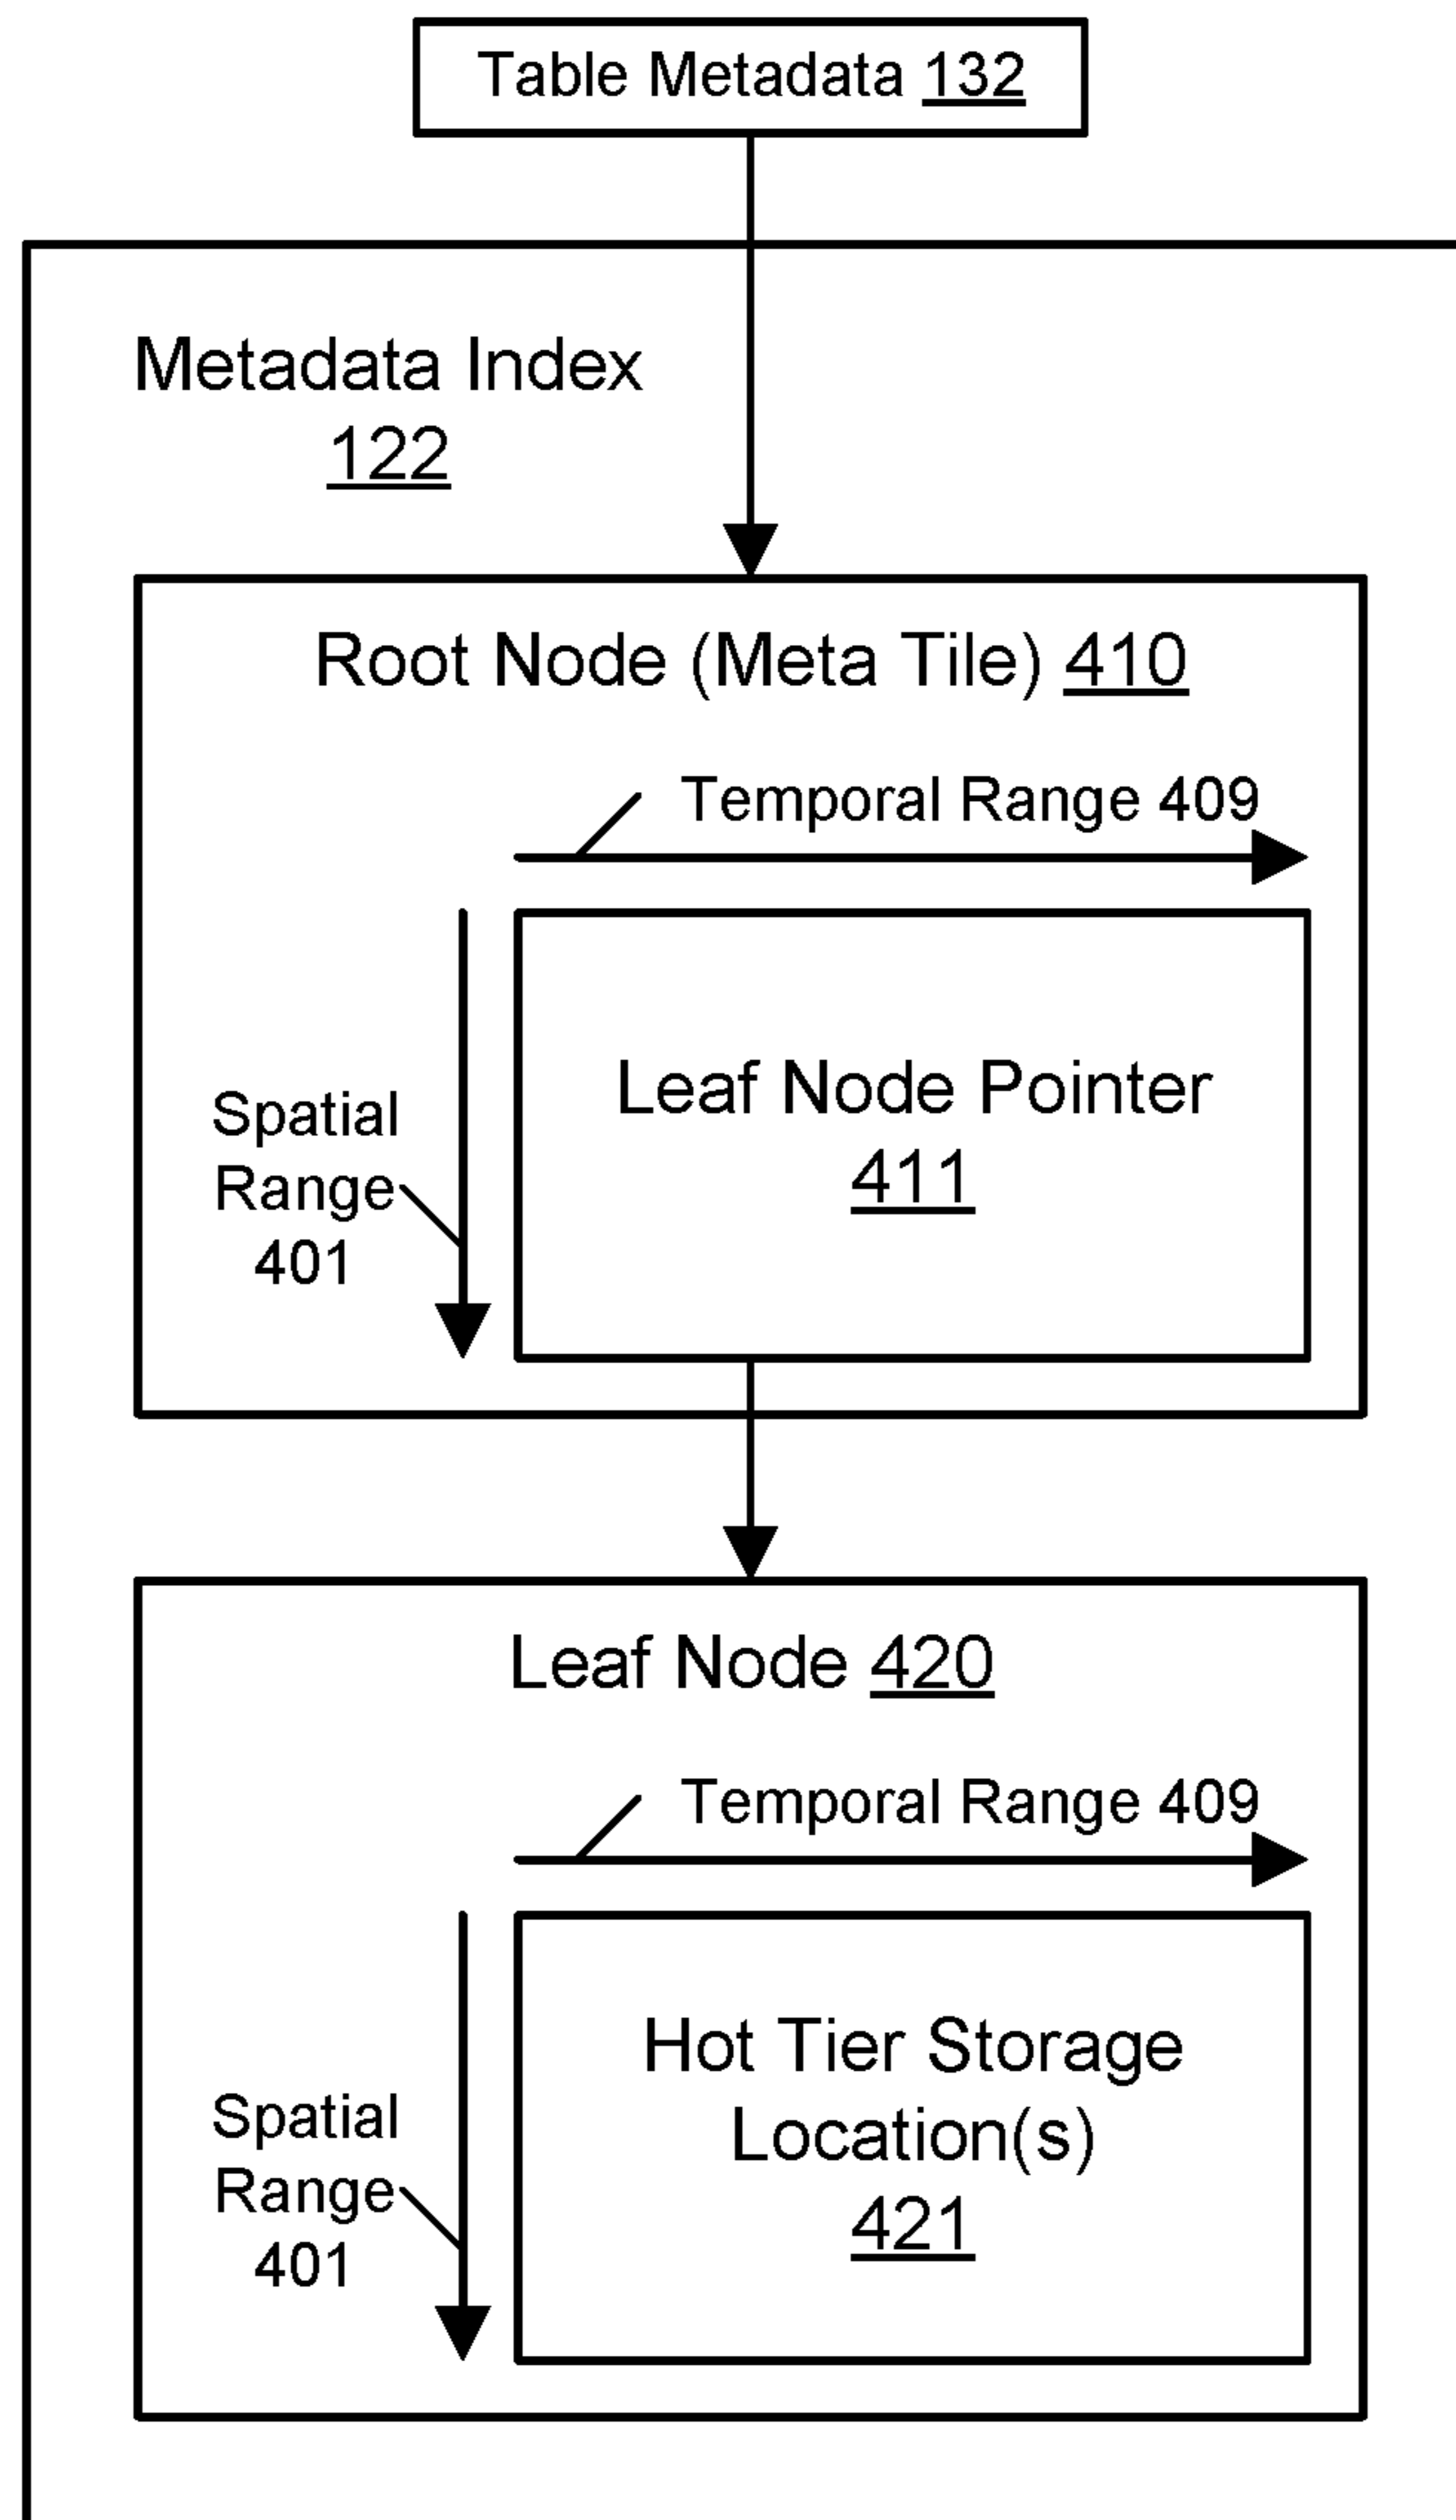 Table Metadata 132
Metadata Index
122
Root Node (Meta Tile) 410
Temporal Range 409
Leaf Node Pointer
411
Spatial
Range
401
Leaf Node 420
Temporal Range 409
Hot Tier Storage
Location(s)
421
Spatial
Range
401